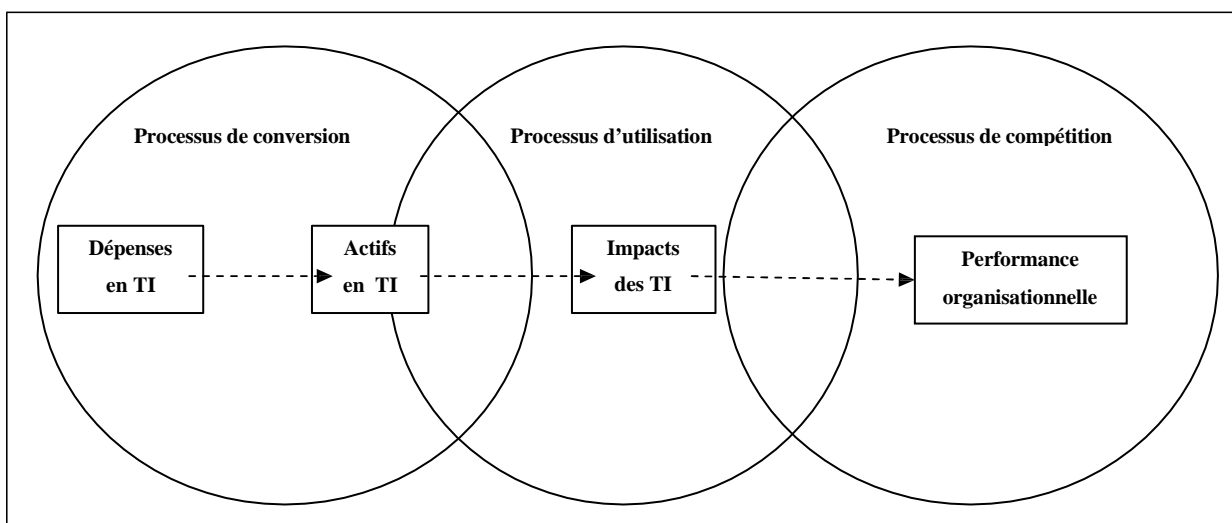 Processus de conversion
Processus d'utilisation
Processus de compétition
Dépenses
en TI
Actifs
en TI
Impacts
des TI
Performance
organisationnelle